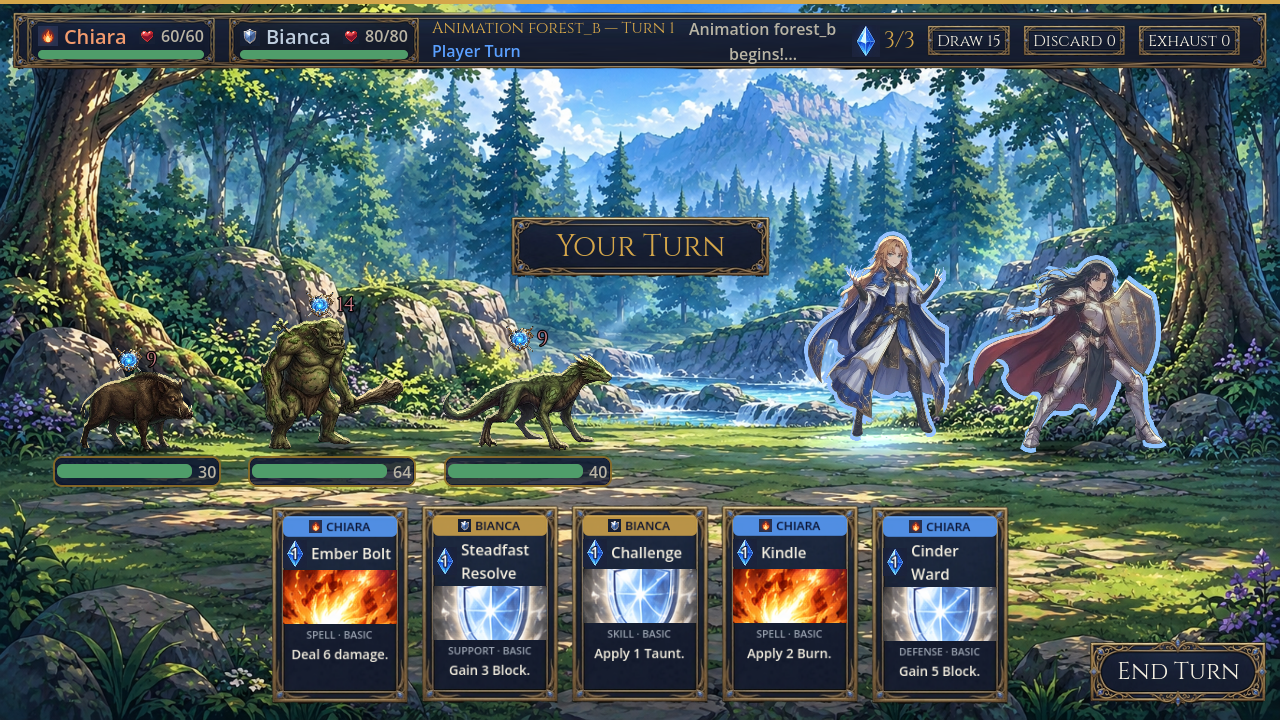 Chiara 60/60
Bianca 80/80
Animation forest_b — Turn 1
Player Turn
Animation forest_b
begins!...
3/3
Draw 15
Discard 0
Exhaust 0
Your Turn
9
14
9
30
64
40
CHIARA
1
Ember Bolt
SPELL · BASIC
Deal 6 damage.
BIANCA
1
Steadfast
Resolve
SUPPORT · BASIC
Gain 3 Block.
BIANCA
1
Challenge
SKILL · BASIC
Apply 1 Taunt.
CHIARA
1
Kindle
SPELL · BASIC
Apply 2 Burn.
CHIARA
1
Cinder
Ward
DEFENSE · BASIC
Gain 5 Block.
End Turn